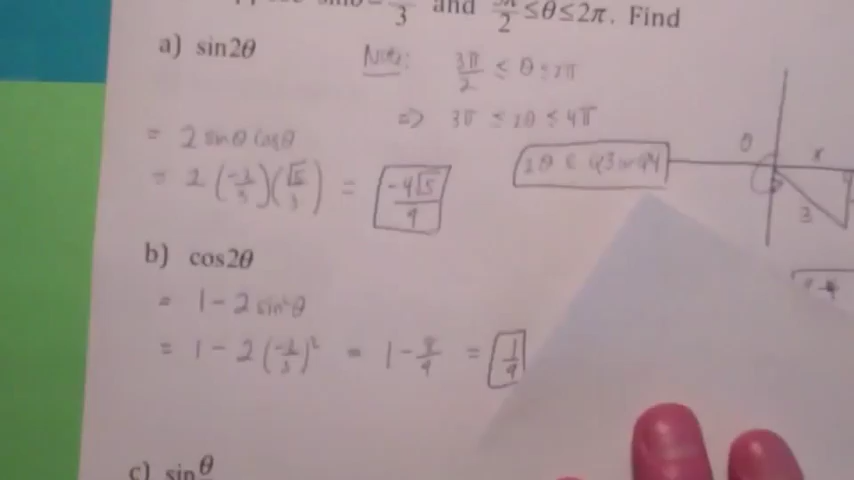 3 and 3π/2 ≤θ≤2π. Find
a) sin2θ
Note: 3π/2 ≤ θ ≤ 2π
⇒ 3π ≤ 2θ ≤ 4π
= 2 sinθ cosθ
2θ ∈ Q3 or Q4
θ x
= 2 (-2/3)(√5/3) = -4√5/9
3
b) cos2θ
= 1-2 sin²θ
= 1-2(-2/3)² = 1-8/9 = 1/9
c) sin θ